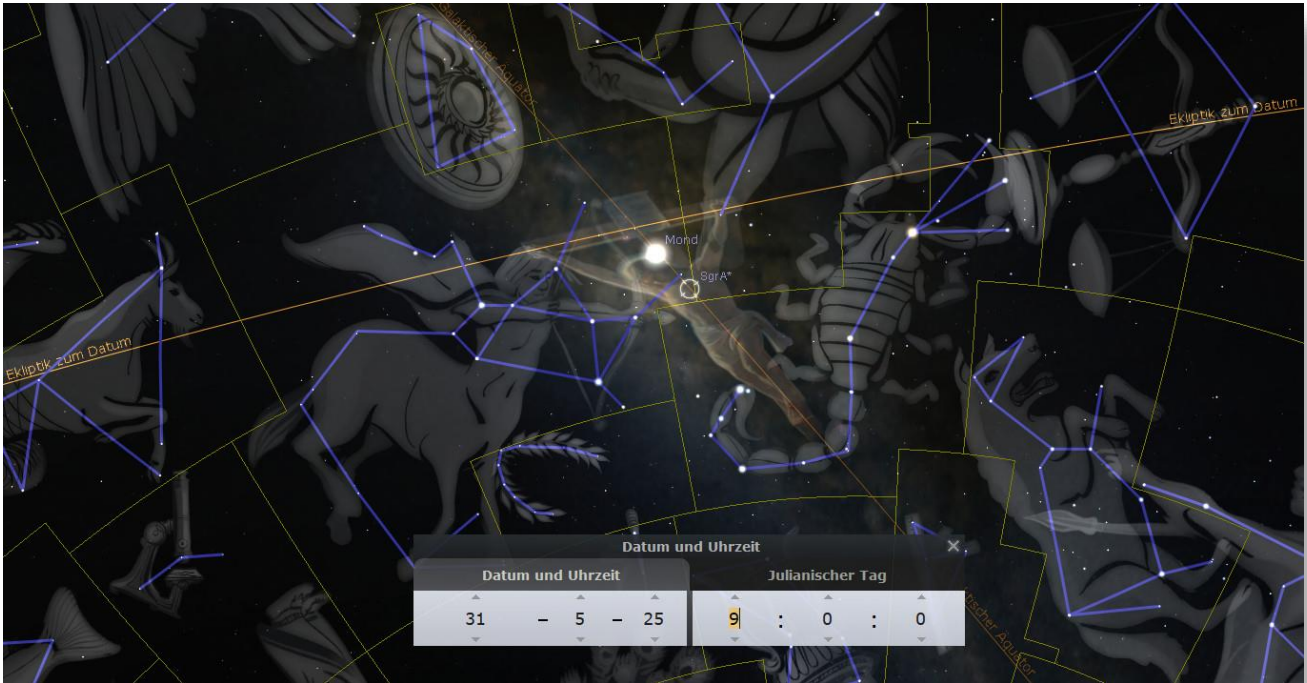 Galaktischer Äquator
Ekliptik zum Datum
Mond
SgrA*
Ekliptik zum Datum
Datum und Uhrzeit ×
Datum und Uhrzeit Julianischer Tag
31 – 5 – 25 9 : 0 : 0
ktischer Äquator